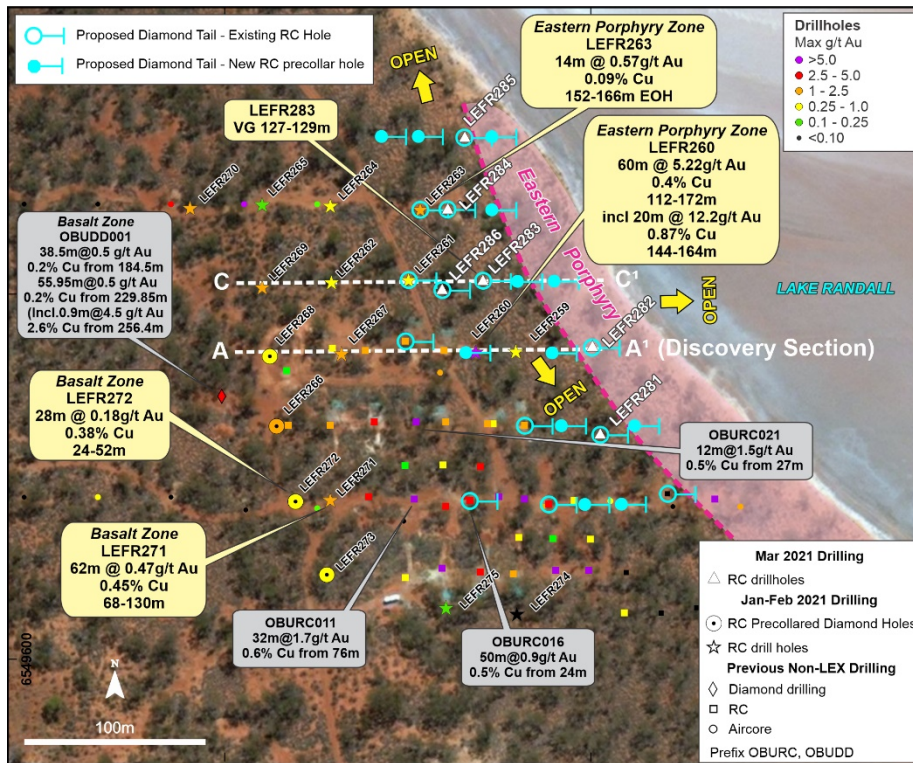 Proposed Diamond Tail - Existing RC Hole
Proposed Diamond Tail - New RC precollar hole
OPEN
LEFR285
Eastern Porphyry Zone
LEFR263
14m @ 0.57g/t Au
0.09% Cu
152-166m EOH
Drillholes
Max g/t Au
>5.0
2.5 - 5.0
1 - 2.5
0.25 - 1.0
0.1 - 0.25
<0.10
LEFR283
VG 127-129m
Eastern Porphyry Zone
LEFR260
60m @ 5.22g/t Au
0.4% Cu
112-172m
incl 20m @ 12.2g/t Au
0.87% Cu
144-164m
LEFR270
LEFR265
LEFR264
LEFR263
LEFR284
Eastern Porphyry
Basalt Zone
OBUDD001
38.5m@0.5 g/t Au
0.2% Cu from 184.5m
55.95m@0.5 g/t Au
0.2% Cu from 229.85m
(Incl.0.9m@4.5 g/t Au
2.6% Cu from 256.4m)
LEFR269
LEFR262
LEFR261
LEFR286
LEFR283
C
C¹
OPEN
LAKE RANDALL
LEFR268
LEFR267
LEFR260
LEFR259
LEFR282
A
A¹ (Discovery Section)
OPEN
Basalt Zone
LEFR272
28m @ 0.18g/t Au
0.38% Cu
24-52m
LEFR266
LEFR281
OBURC021
12m@1.5g/t Au
0.5% Cu from 27m
LEFR272
LEFR271
Basalt Zone
LEFR271
62m @ 0.47g/t Au
0.45% Cu
68-130m
LEFR273
LEFR275
LEFR274
OBURC011
32m@1.7g/t Au
0.6% Cu from 76m
OBURC016
50m@0.9g/t Au
0.5% Cu from 24m
Mar 2021 Drilling
RC drillholes
Jan-Feb 2021 Drilling
RC Precollared Diamond Holes
RC drill holes
Previous Non-LEX Drilling
Diamond drilling
RC
Aircore
Prefix OBURC, OBUDD
6549600
N
100m